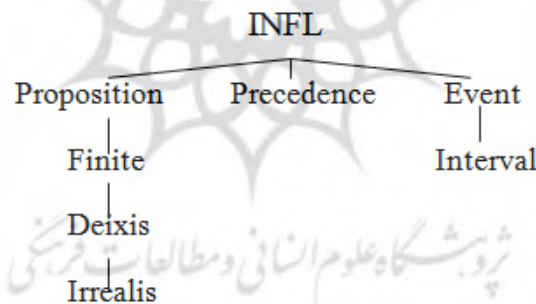 INFL
Proposition Precedence Event
Finite Interval
Deixis
پژوهشگاه علوم انسانی و مطالعات فرهنگی
Irrealis